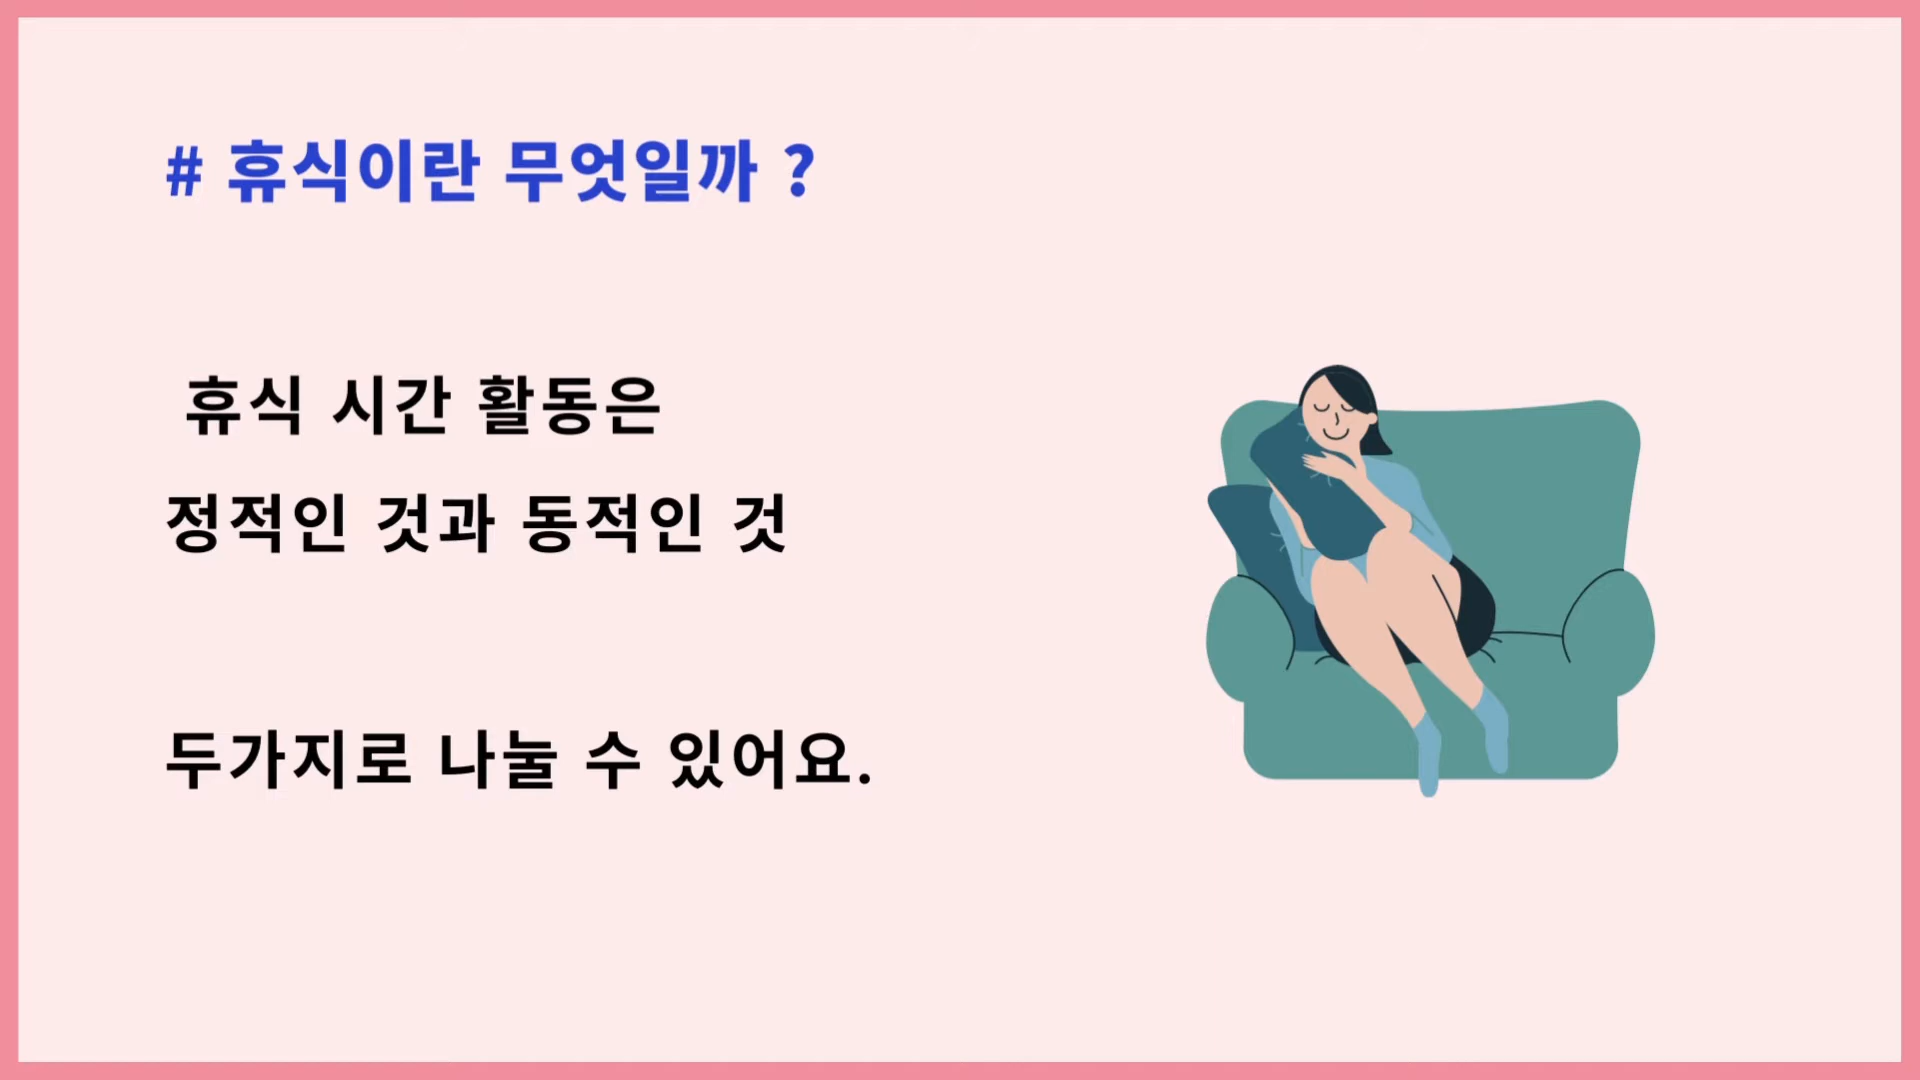 # 휴식이란 무엇일까 ?
휴식 시간 활동은
정적인 것과 동적인 것
두가지로 나눌 수 있어요.